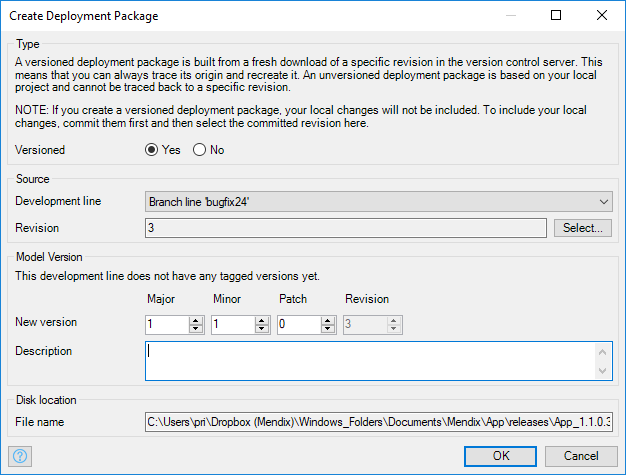 Create Deployment Package
Type
A versioned deployment package is built from a fresh download of a specific revision in the version control server. This
means that you can always trace its origin and recreate it. An unversioned deployment package is based on your local
project and cannot be traced back to a specific revision.
NOTE: If you create a versioned deployment package, your local changes will not be included. To include your local
changes, commit them first and then select the committed revision here.
Versioned Yes No
Source
Development line Branch line 'bugfix24'
Revision 3 Select...
Model Version
This development line does not have any tagged versions yet.
Major Minor Patch Revision
New version 1 1 0 3
Description
Disk location
File name C:\Users\pri\Dropbox (Mendix)\Windows_Folders\Documents\Mendix\App\releases\App_1.1.0.3
? OK Cancel